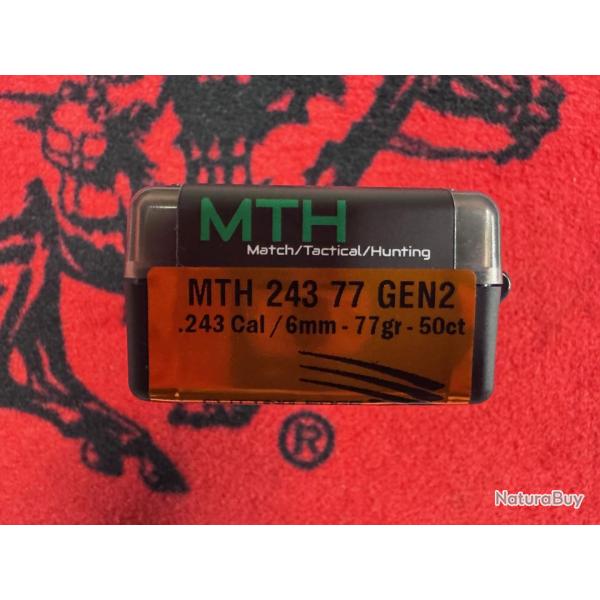 MTH
Match/Tactical/Hunting
MTH 243 77 GEN2
.243 Cal / 6mm - 77gr - 50ct
®
NaturaBuy